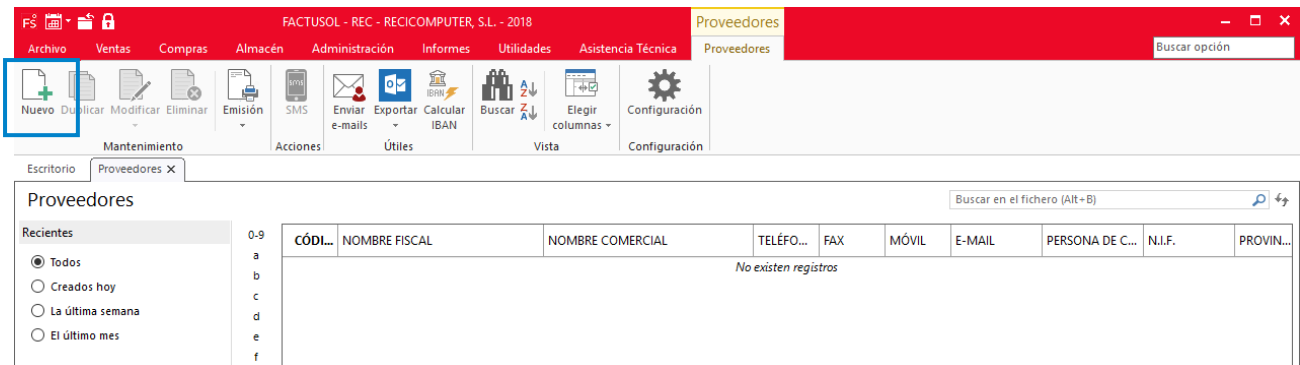 FS FACTUSOL - REC - RECICOMPUTER, S.L. - 2018 Proveedores
Archivo Ventas Compras Almacén Administración Informes Utilidades Asistencia Técnica Proveedores Buscar opción
SMS IBAN A Z Z A
Nuevo Duplicar Modificar Eliminar Emisión SMS Enviar e-mails Exportar Calcular IBAN Buscar Elegir columnas Configuración
Mantenimiento Acciones Útiles Vista Configuración
Escritorio Proveedores X
Proveedores Buscar en el fichero (Alt+B)
Recientes 0-9 CÓDI... NOMBRE FISCAL NOMBRE COMERCIAL TELÉFO... FAX MÓVIL E-MAIL PERSONA DE C... N.I.F. PROVIN...
Todos a No existen registros
b
Creados hoy c
La última semana d
El último mes e
f